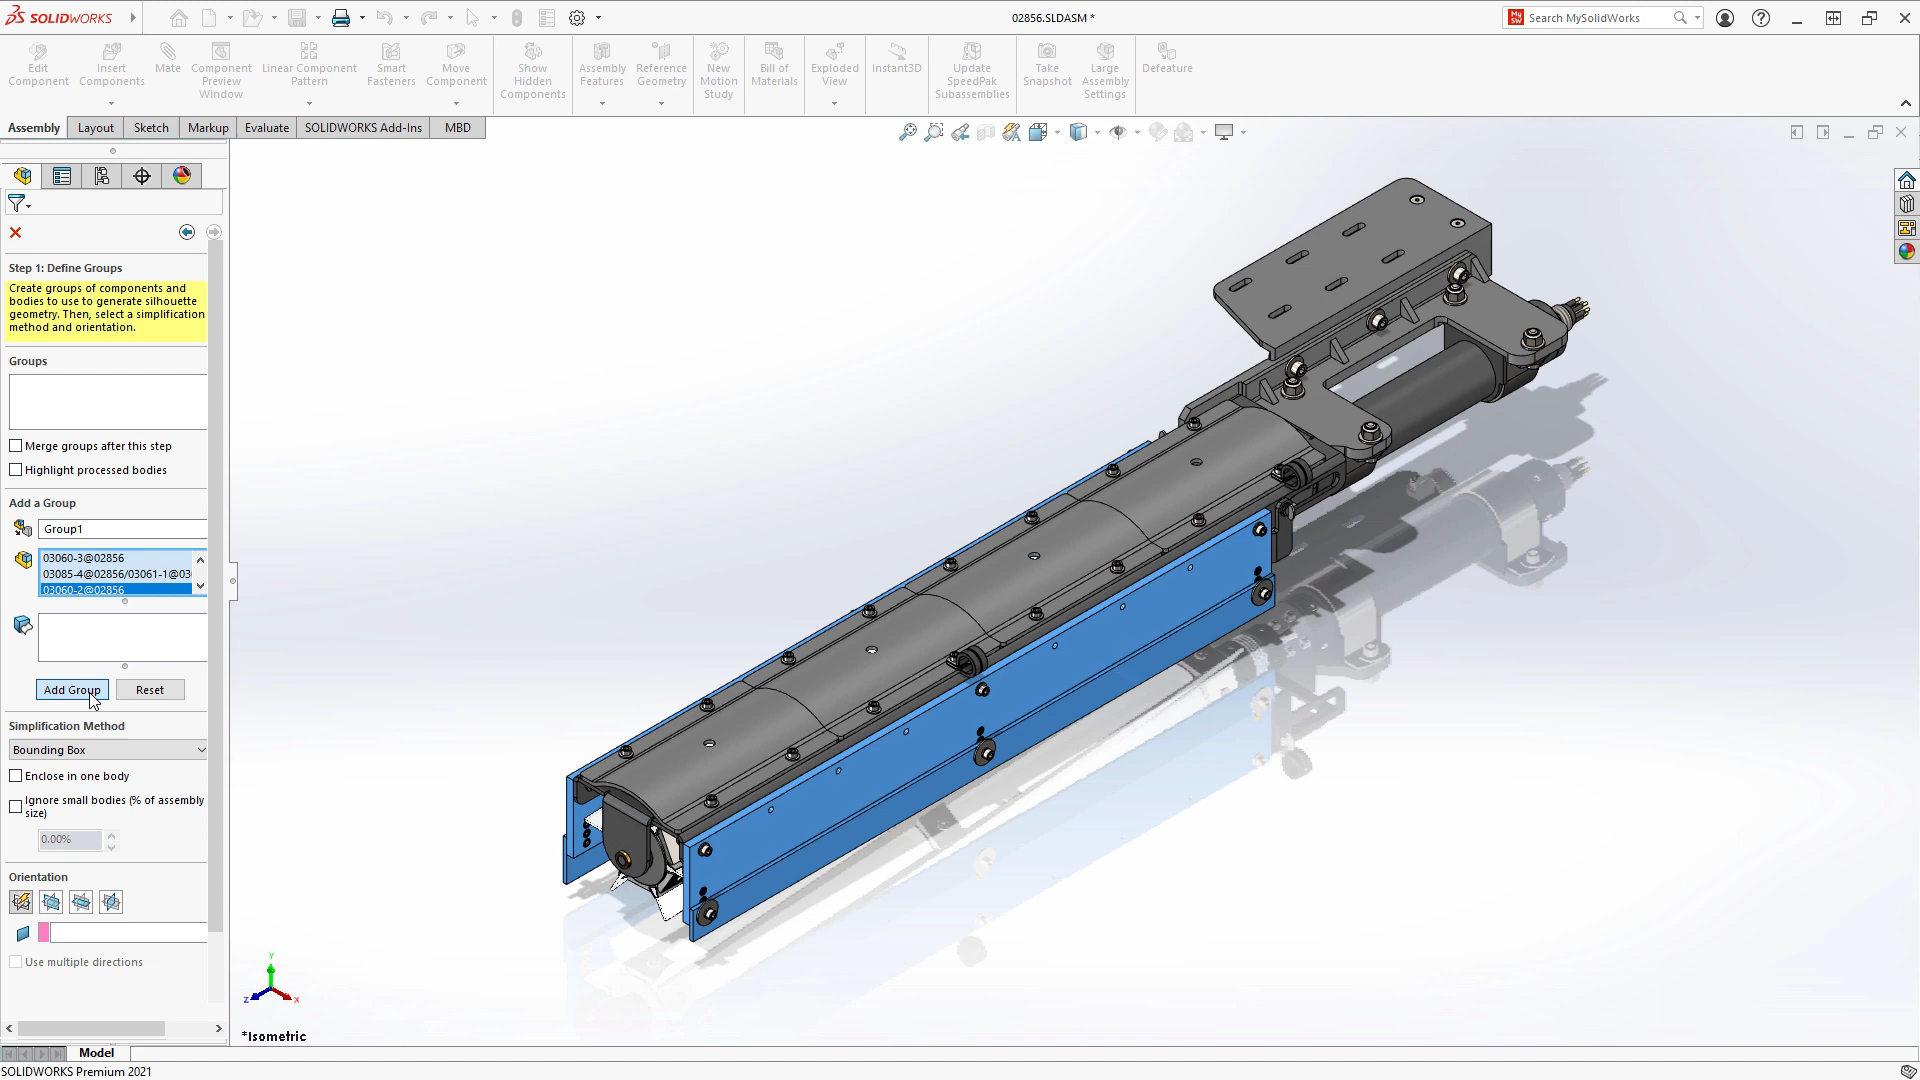 SOLIDWORKS
02856.SLDASM *
My
SW
Search MySolidWorks
Edit
Component
Insert
Components
Mate
Component
Preview
Window
Linear Component
Pattern
Smart
Fasteners
Move
Component
Show
Hidden
Components
Assembly
Features
Reference
Geometry
New
Motion
Study
Bill of
Materials
Exploded
View
Instant3D
Update
SpeedPak
Subassemblies
Take
Snapshot
Large
Assembly
Settings
Defeature
Assembly
Layout
Sketch
Markup
Evaluate
SOLIDWORKS Add-Ins
MBD
Step 1: Define Groups
Create groups of components and
bodies to use to generate silhouette
geometry. Then, select a simplification
method and orientation.
Groups
Merge groups after this step
Highlight processed bodies
Add a Group
Group1
03060-3@02856
03085-4@02856/03061-1@03
03060-2@02856
Add Group
Reset
Simplification Method
Bounding Box
Enclose in one body
Ignore small bodies (% of assembly
size)
0.00%
Orientation
Use multiple directions
Y
Z
X
*Isometric
Model
SOLIDWORKS Premium 2021